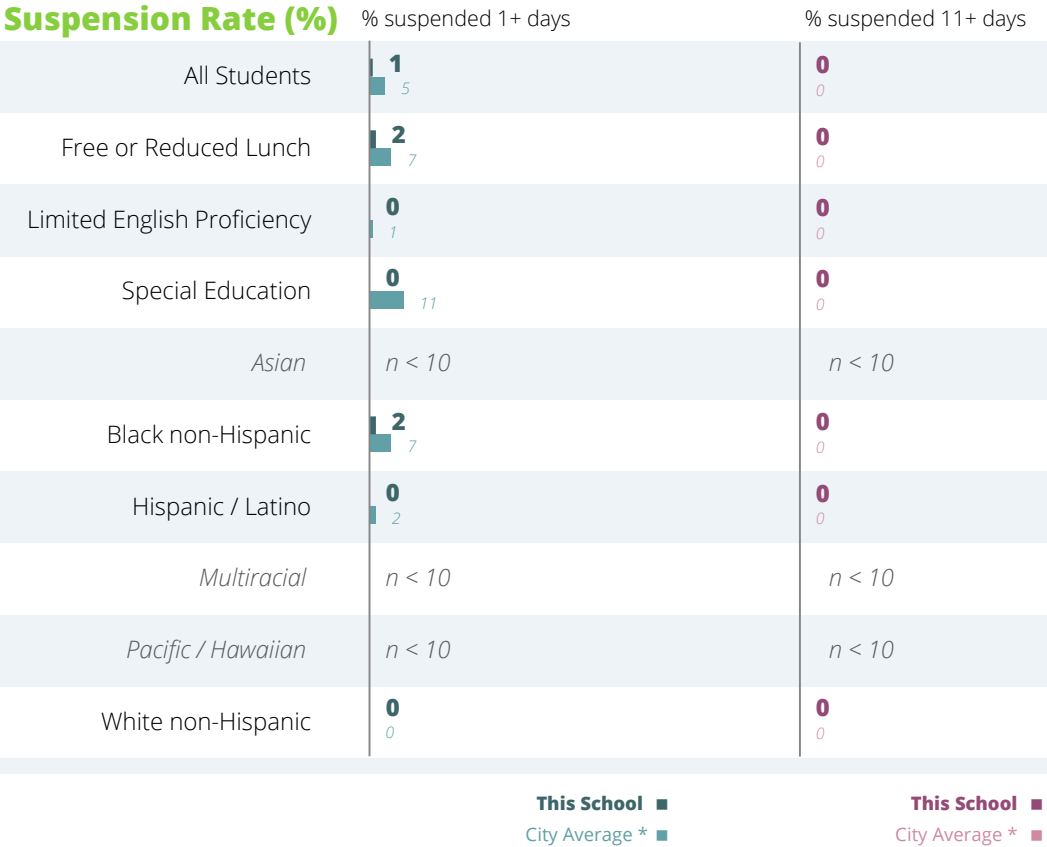 Suspension Rate (%) % suspended 1+ days % suspended 11+ days
All Students 1 0
5 0
Free or Reduced Lunch 2 0
7 0
Limited English Proficiency 0 0
1 0
Special Education 0 0
11 0
Asian n < 10 n < 10
Black non-Hispanic 2 0
7 0
Hispanic / Latino 0 0
2 0
Multiracial n < 10 n < 10
Pacific / Hawaiian n < 10 n < 10
White non-Hispanic 0 0
0 0
This School This School
City Average * City Average *